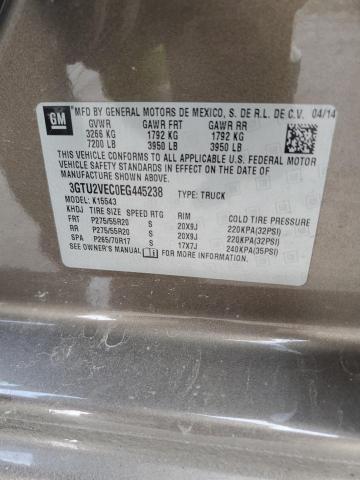 GM
MFD BY GENERAL MOTORS DE MEXICO, S. DE R.L. DE C.V. 04/14
GVWR GAWR FRT GAWR RR
3266 KG 1792 KG 1792 KG
7200 LB 3950 LB 3950 LB
THIS VEHICLE CONFORMS TO ALL APPLICABLE U.S. FEDERAL MOTOR
VEHICLE SAFETY STANDARDS IN EFFECT ON THE DATE OF
MANUFACTURE SHOWN ABOVE.
3GTU2VEC0EG445238 TYPE: TRUCK
MODEL: K15543
KHDJ TIRE SIZE SPEED RTG RIM COLD TIRE PRESSURE
FRT P275/55R20 S 20X9J 220KPA(32PSI)
RR P275/55R20 S 20X9J 220KPA(32PSI)
SPA P265/70R17 S 17X7J 240KPA(35PSI)
SEE OWNER'S MANUAL FOR MORE INFORMATION.